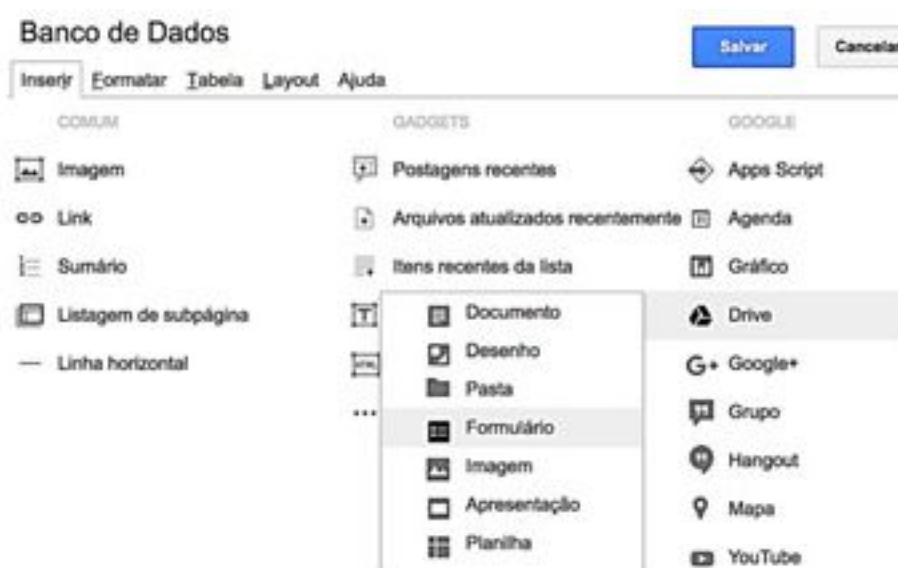 Banco de Dados
Salvar
Cancelar
Inserir Formatar Tabela Layout Ajuda
COMUM
Imagem
Link
Sumário
Listagem de subpágina
Linha horizontal
GADGETS
Postagens recentes
Arquivos atualizados recentemente
Itens recentes da lista
T
HTML
Documento
Desenho
Pasta
Formulário
Imagem
Apresentação
Planilha
GOOGLE
Apps Script
Agenda
Gráfico
Drive
Google+
Grupo
Hangout
Mapa
YouTube